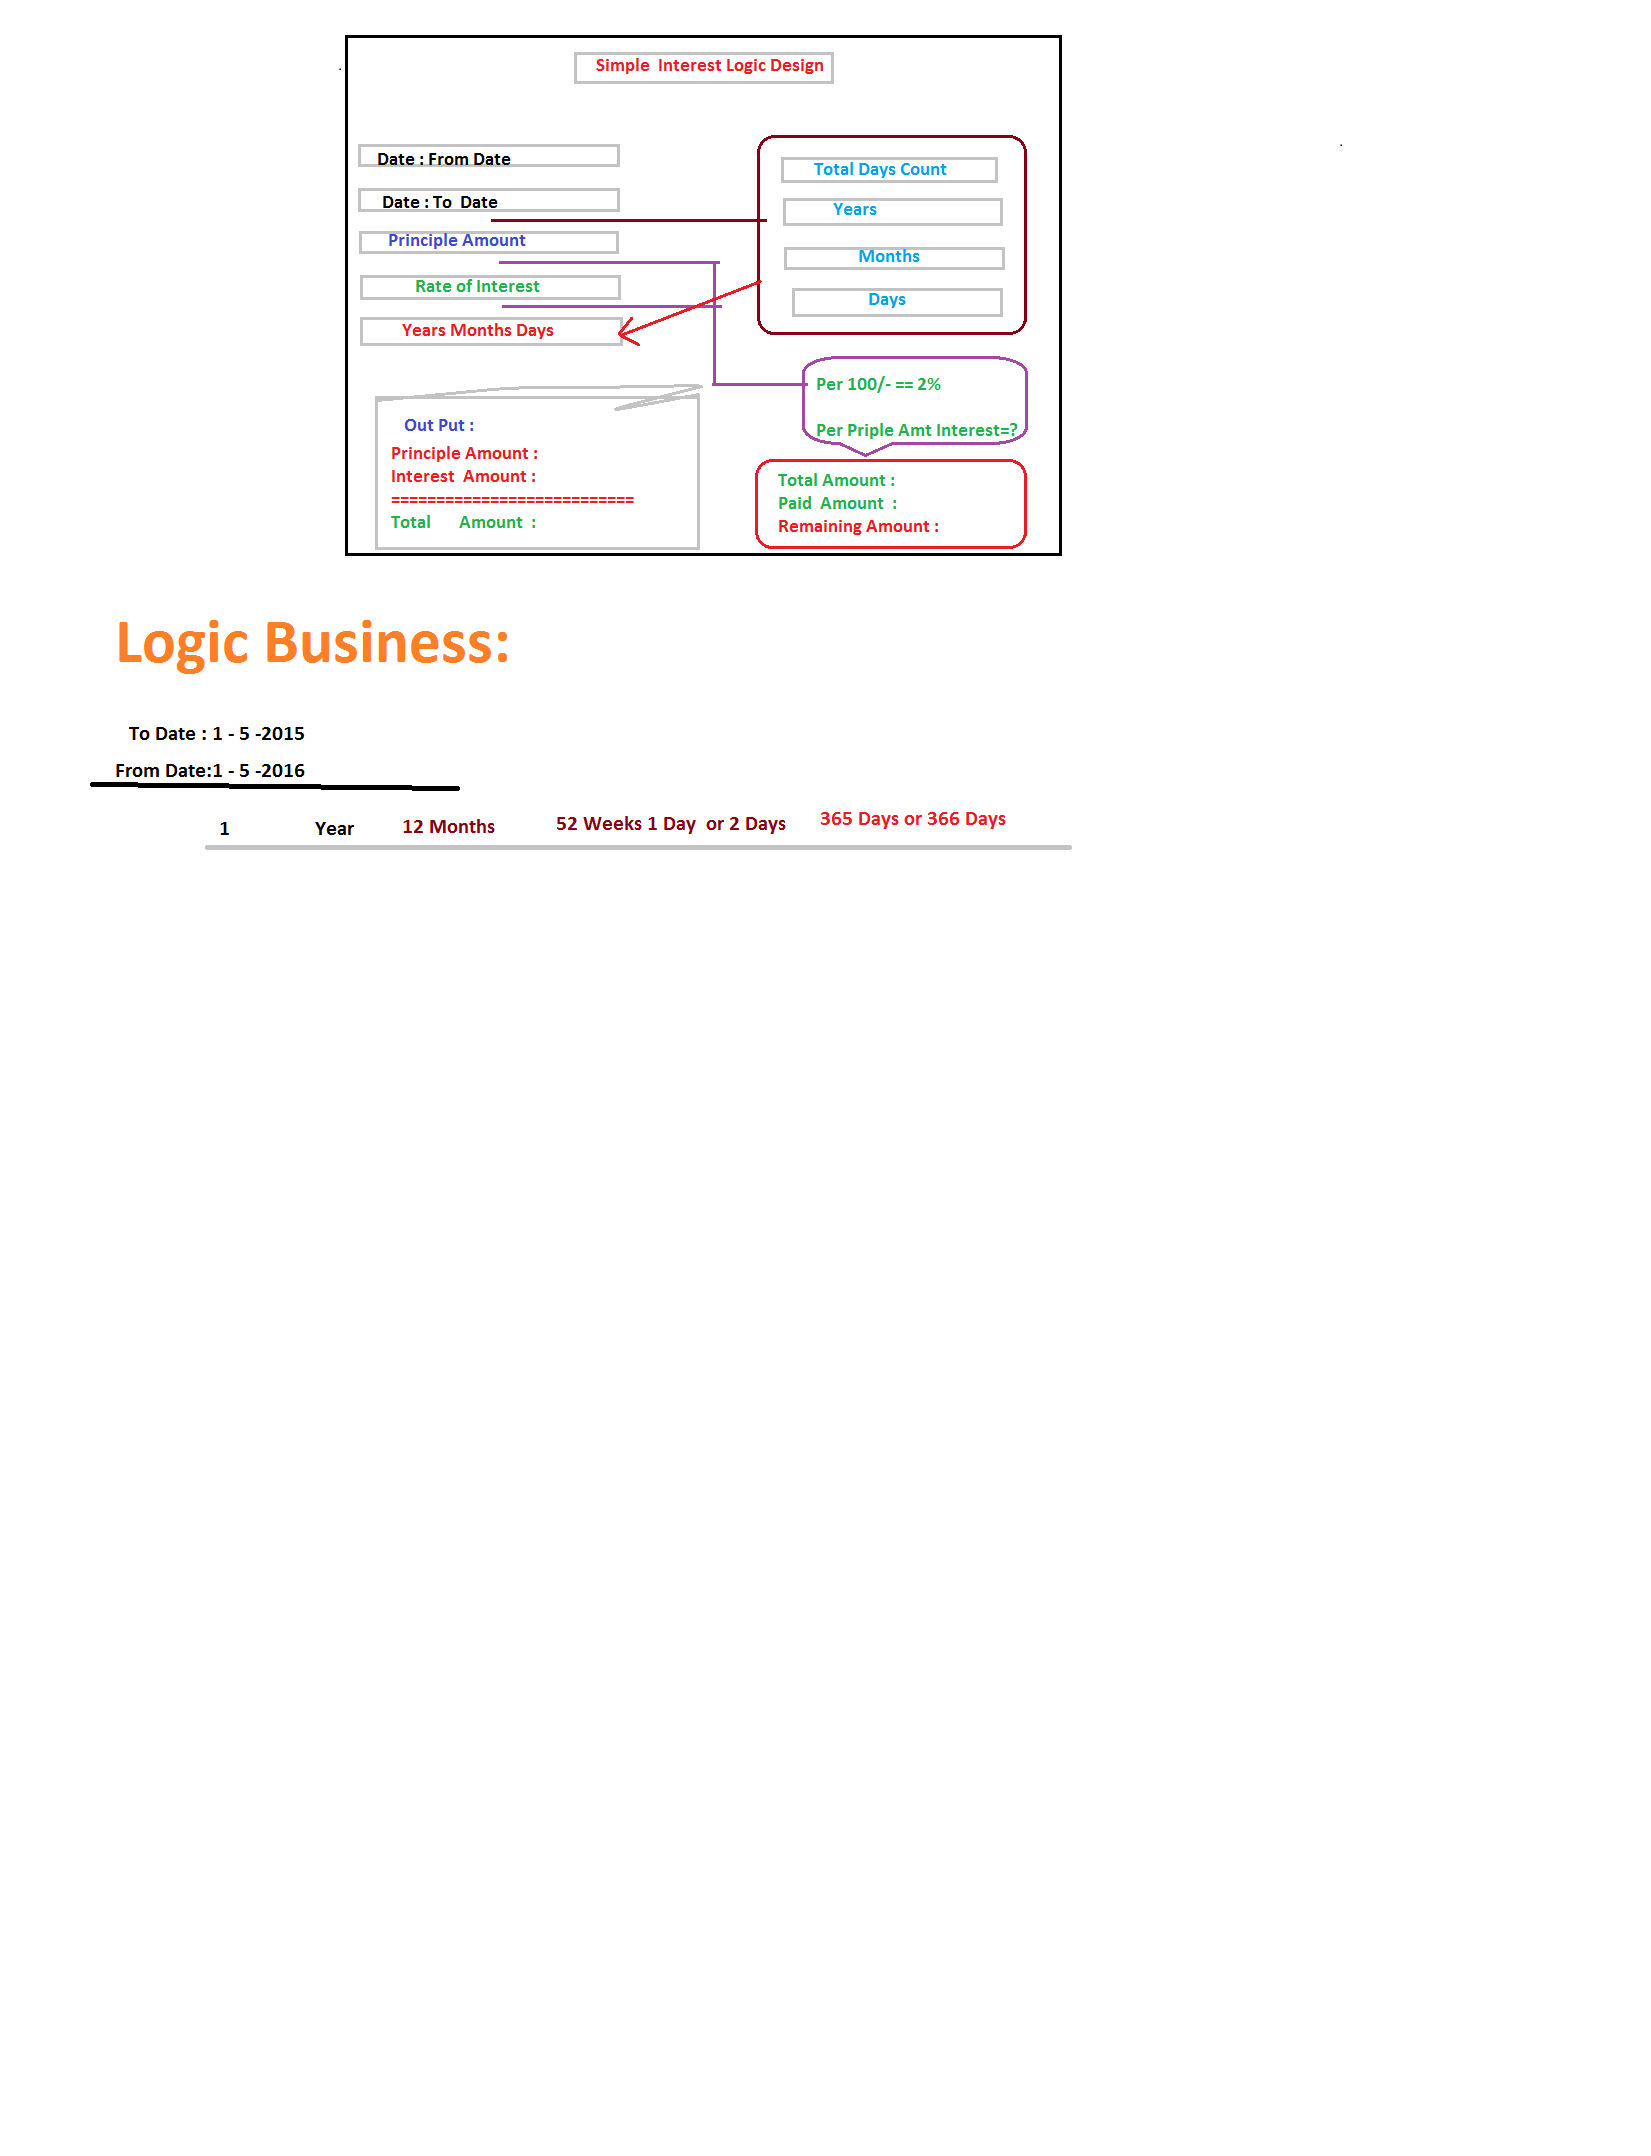 Simple  Interest Logic Design
Date : From Date
Date : To  Date
Principle Amount
Rate of Interest
Years Months Days
Total Days Count
Years
Months
Days
Per 100/- == 2%
Per Priple Amt Interest=?
Out Put :
Principle Amount :
Interest  Amount :
===========================
Total      Amount  :
Total Amount :
Paid  Amount  :
Remaining Amount :
Logic Business:
To Date : 1 - 5 -2015
From Date:1 - 5 -2016
1 Year 12 Months 52 Weeks 1 Day  or 2 Days 365 Days or 366 Days